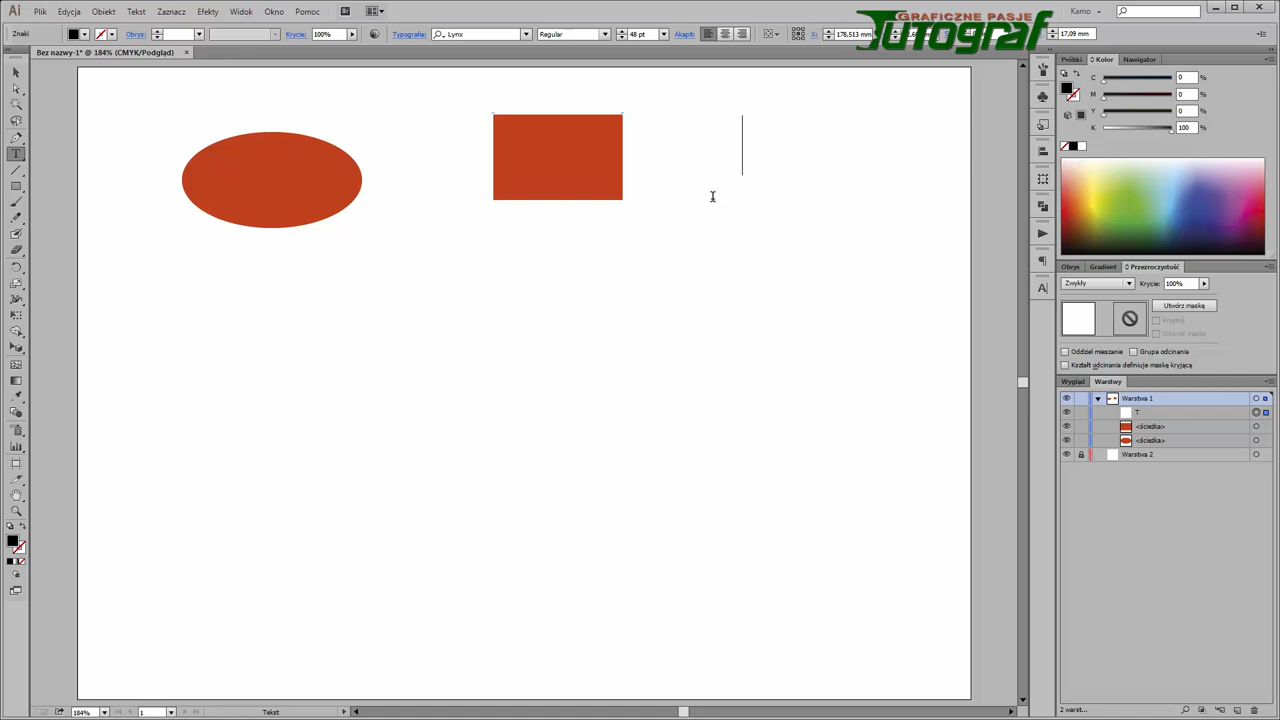 Ai Plik Edycja Obiekt Tekst Zaznacz Efekty Widok Okno Pomoc Br Kamo
GRAFICZNE PASJE
Tutograf
Znaki Obrys: Krycie: 100% Typografia: Lynx Regular 48 pt Akapit: X: 178,513 mm 17,09 mm
Bez nazwy-1* @ 184% (CMYK/Podgląd) ×
Próbki Kolor Nawigator
C 0 %
M 0 %
Y 0 %
K 100 %
Obrys Gradient Przezroczystość
Zwykły Krycie: 100%
Utwórz maskę
Przytnij
Odwróć maskę
Oddziel mieszanie Grupa odcinania
Kształt odcinania definiuje maskę kryjącą
Wygląd Warstwy
Warstwa 1
T
<ścieżka>
<ścieżka>
Warstwa 2
184% 1 Tekst 2 warst...